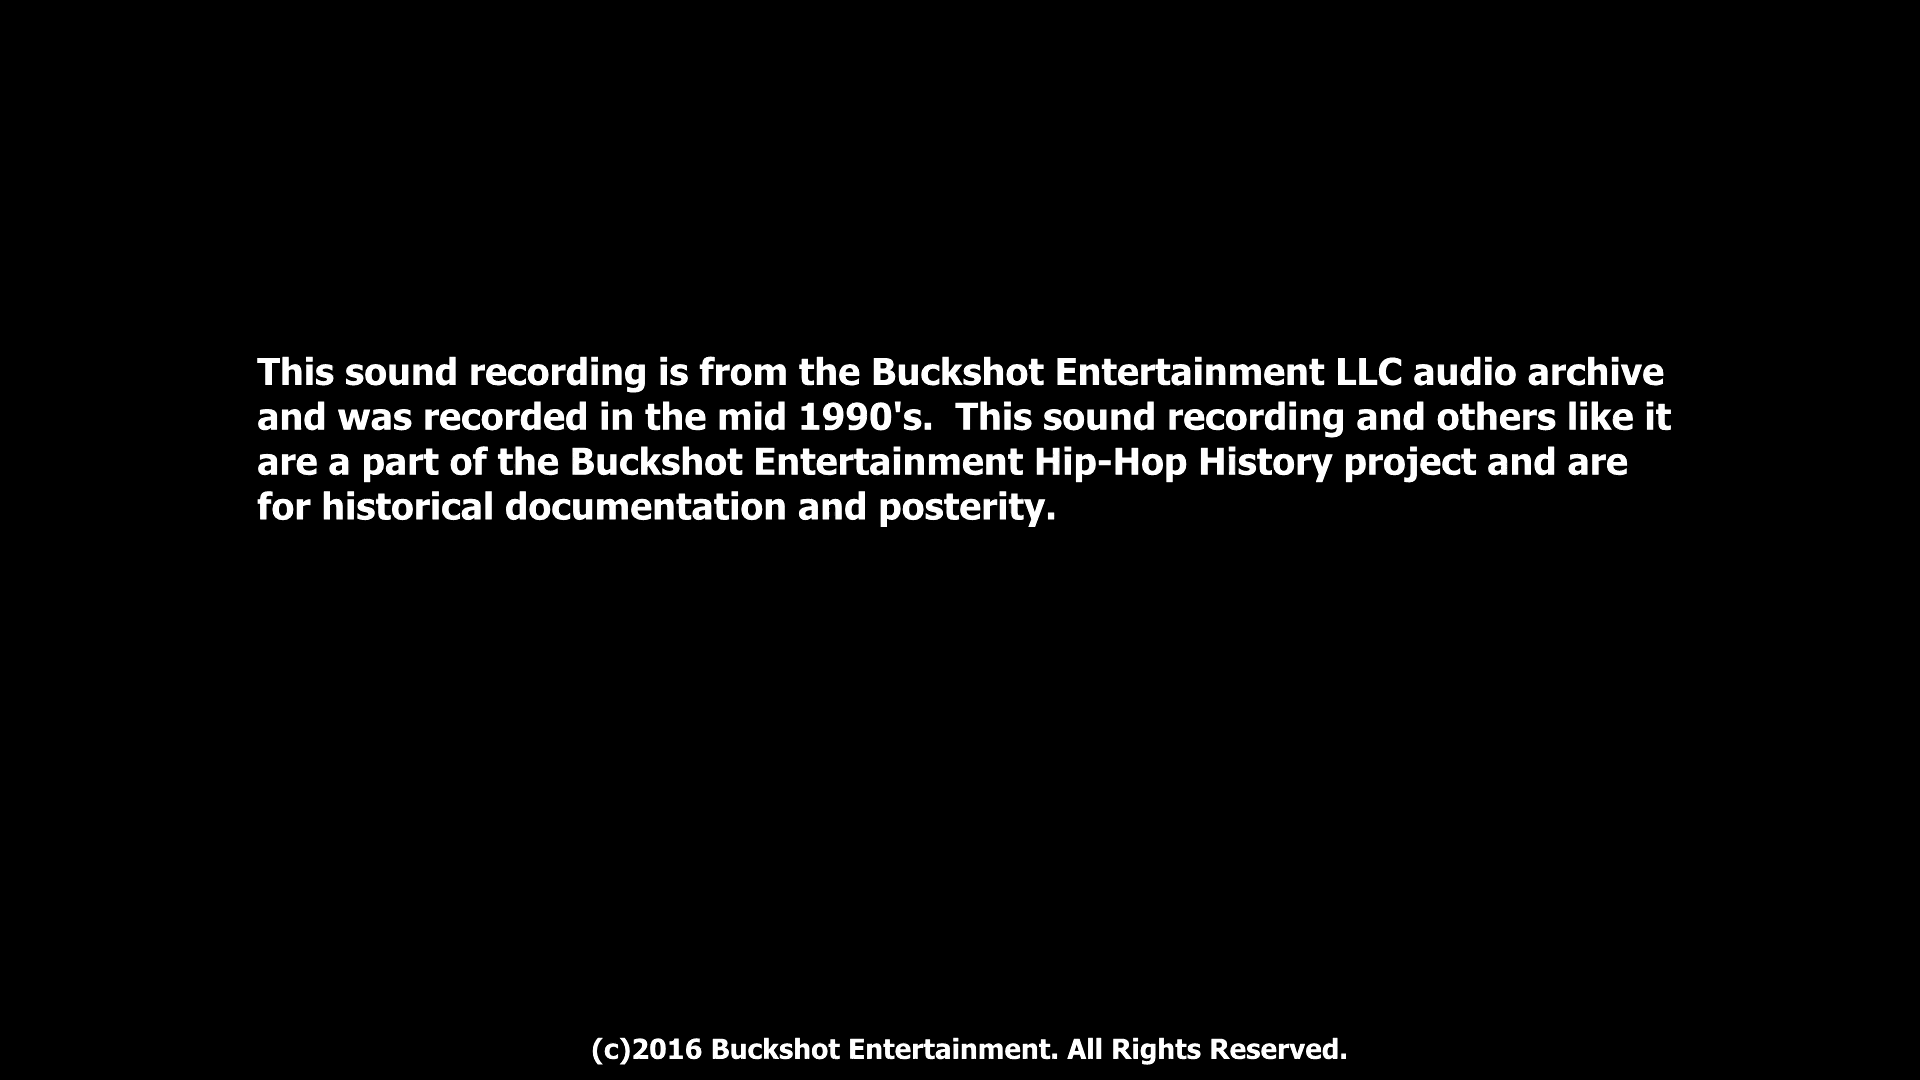 This sound recording is from the Buckshot Entertainment LLC audio archive
and was recorded in the mid 1990's.  This sound recording and others like it
are a part of the Buckshot Entertainment Hip-Hop History project and are
for historical documentation and posterity.
(c)2016 Buckshot Entertainment. All Rights Reserved.